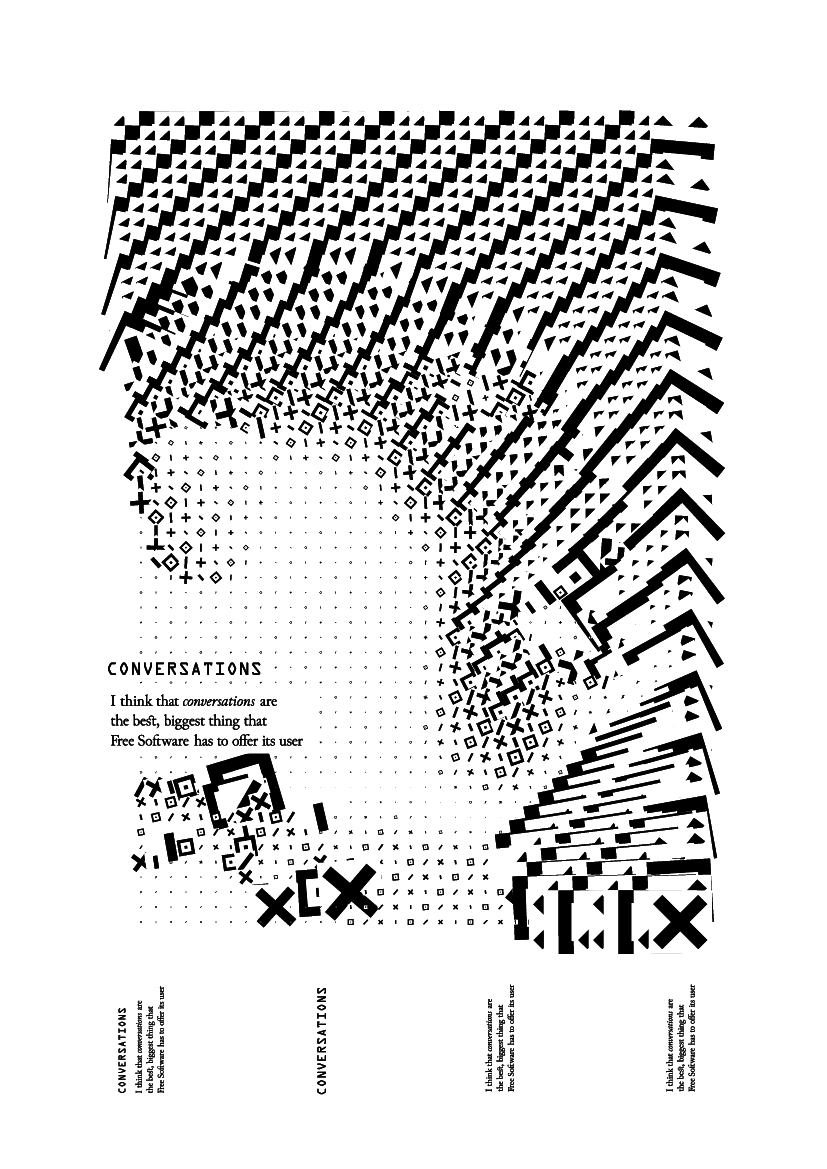 CONVERSATIONS
I think that conversations are
the best, biggest thing that
Free Software has to offer its user
CONVERSATIONS
I think that conversations are
the best, biggest thing that
Free Software has to offer its user
CONVERSATIONS
I think that conversations are
the best, biggest thing that
Free Software has to offer its user
I think that conversations are
the best, biggest thing that
Free Software has to offer its user